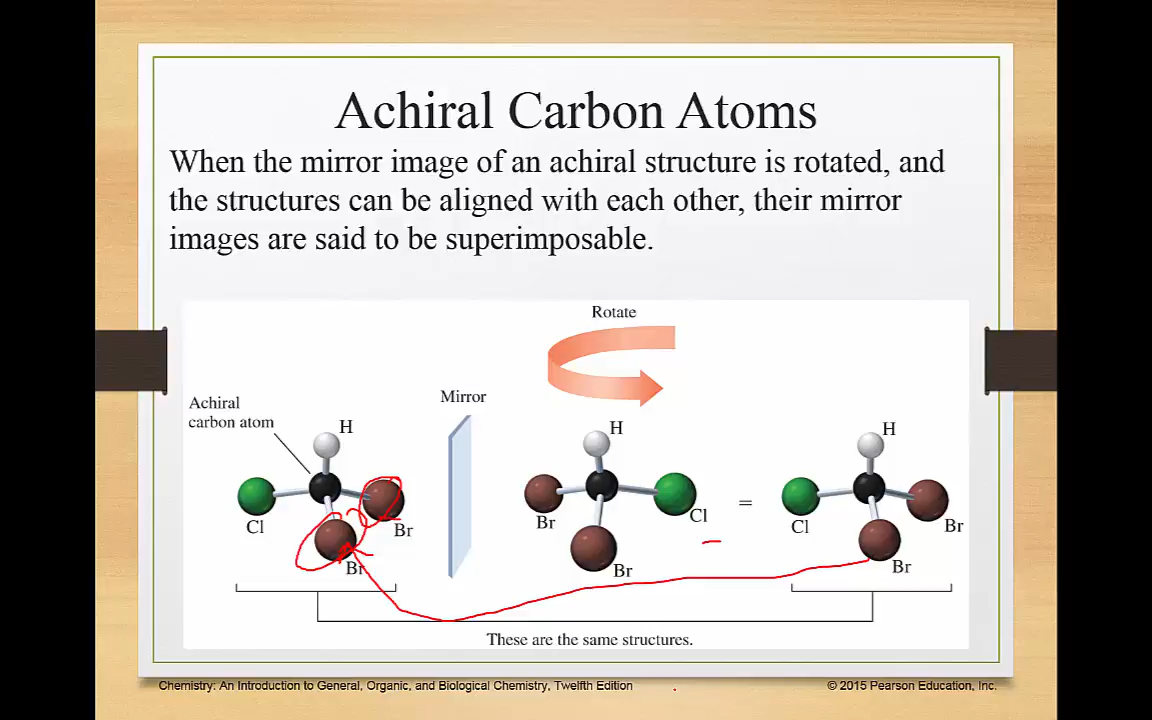 Achiral Carbon Atoms
When the mirror image of an achiral structure is rotated, and
the structures can be aligned with each other, their mirror
images are said to be superimposable.
Rotate
Mirror
Achiral
carbon atom
H
H
H
Cl
Br
Br
Br
Cl
Br
=
Cl
Br
Br
These are the same structures.
Chemistry: An Introduction to General, Organic, and Biological Chemistry, Twelfth Edition
© 2015 Pearson Education, Inc.